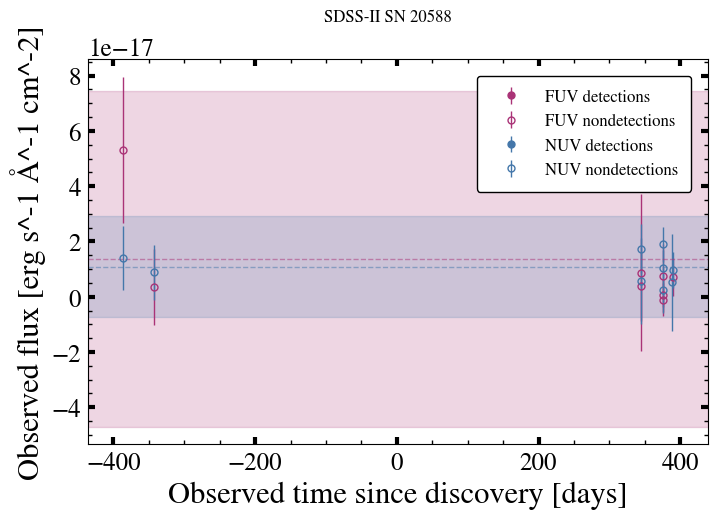 SDSS-II SN 20588
1e−17
8
6
4
2
0
−2
−4
Observed flux [erg s^-1 Å^-1 cm^-2]
FUV detections
FUV nondetections
NUV detections
NUV nondetections
−400 −200 0 200 400
Observed time since discovery [days]